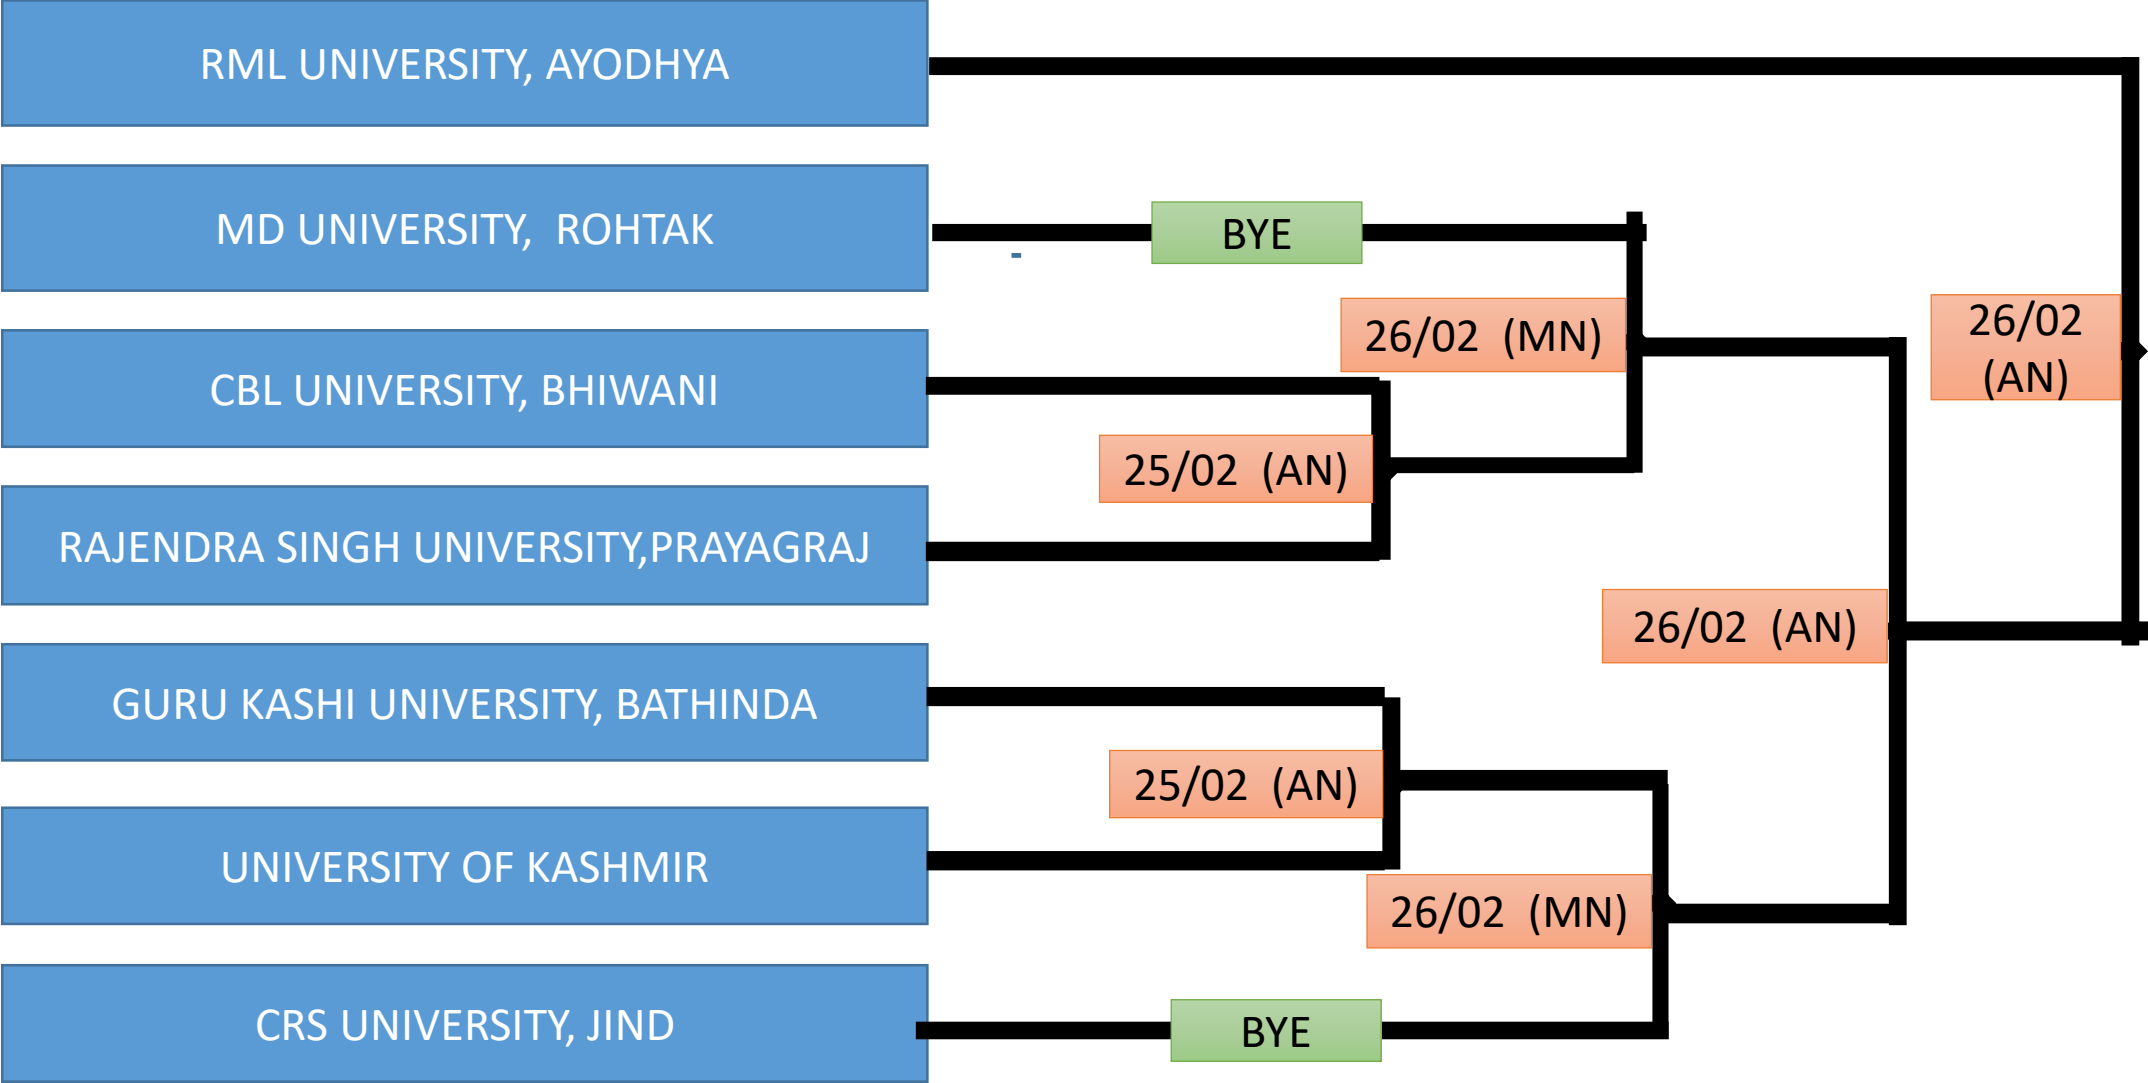 RML UNIVERSITY, AYODHYA
MD UNIVERSITY,  ROHTAK
BYE
-
26/02  (MN)
26/02
(AN)
CBL UNIVERSITY, BHIWANI
25/02  (AN)
RAJENDRA SINGH UNIVERSITY,PRAYAGRAJ
26/02  (AN)
GURU KASHI UNIVERSITY, BATHINDA
25/02  (AN)
UNIVERSITY OF KASHMIR
26/02  (MN)
CRS UNIVERSITY, JIND
BYE